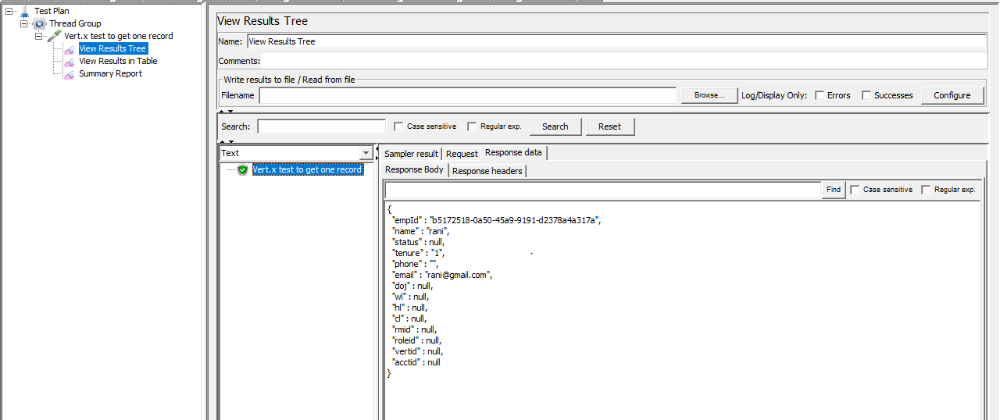 Test Plan
Thread Group
Vert.x test to get one record
View Results Tree
View Results in Table
Summary Report
View Results Tree
Name: View Results Tree
Comments:
Write results to file / Read from file
Filename Browse... Log/Display Only: Errors Successes Configure
Search: Case sensitive Regular exp. Search Reset
Text
Vert.x test to get one record
Sampler result Request Response data
Response Body Response headers
Find Case sensitive Regular exp.
{
"empId" : "b5172518-0a50-45a9-9191-d2378a4a317a",
"name" : "rani",
"status" : null,
"tenure" : "1",
"phone" : "",
"email" : "rani@gmail.com",
"doj" : null,
"wl" : null,
"hl" : null,
"cl" : null,
"rmid" : null,
"roleid" : null,
"vertid" : null,
"acctid" : null
}